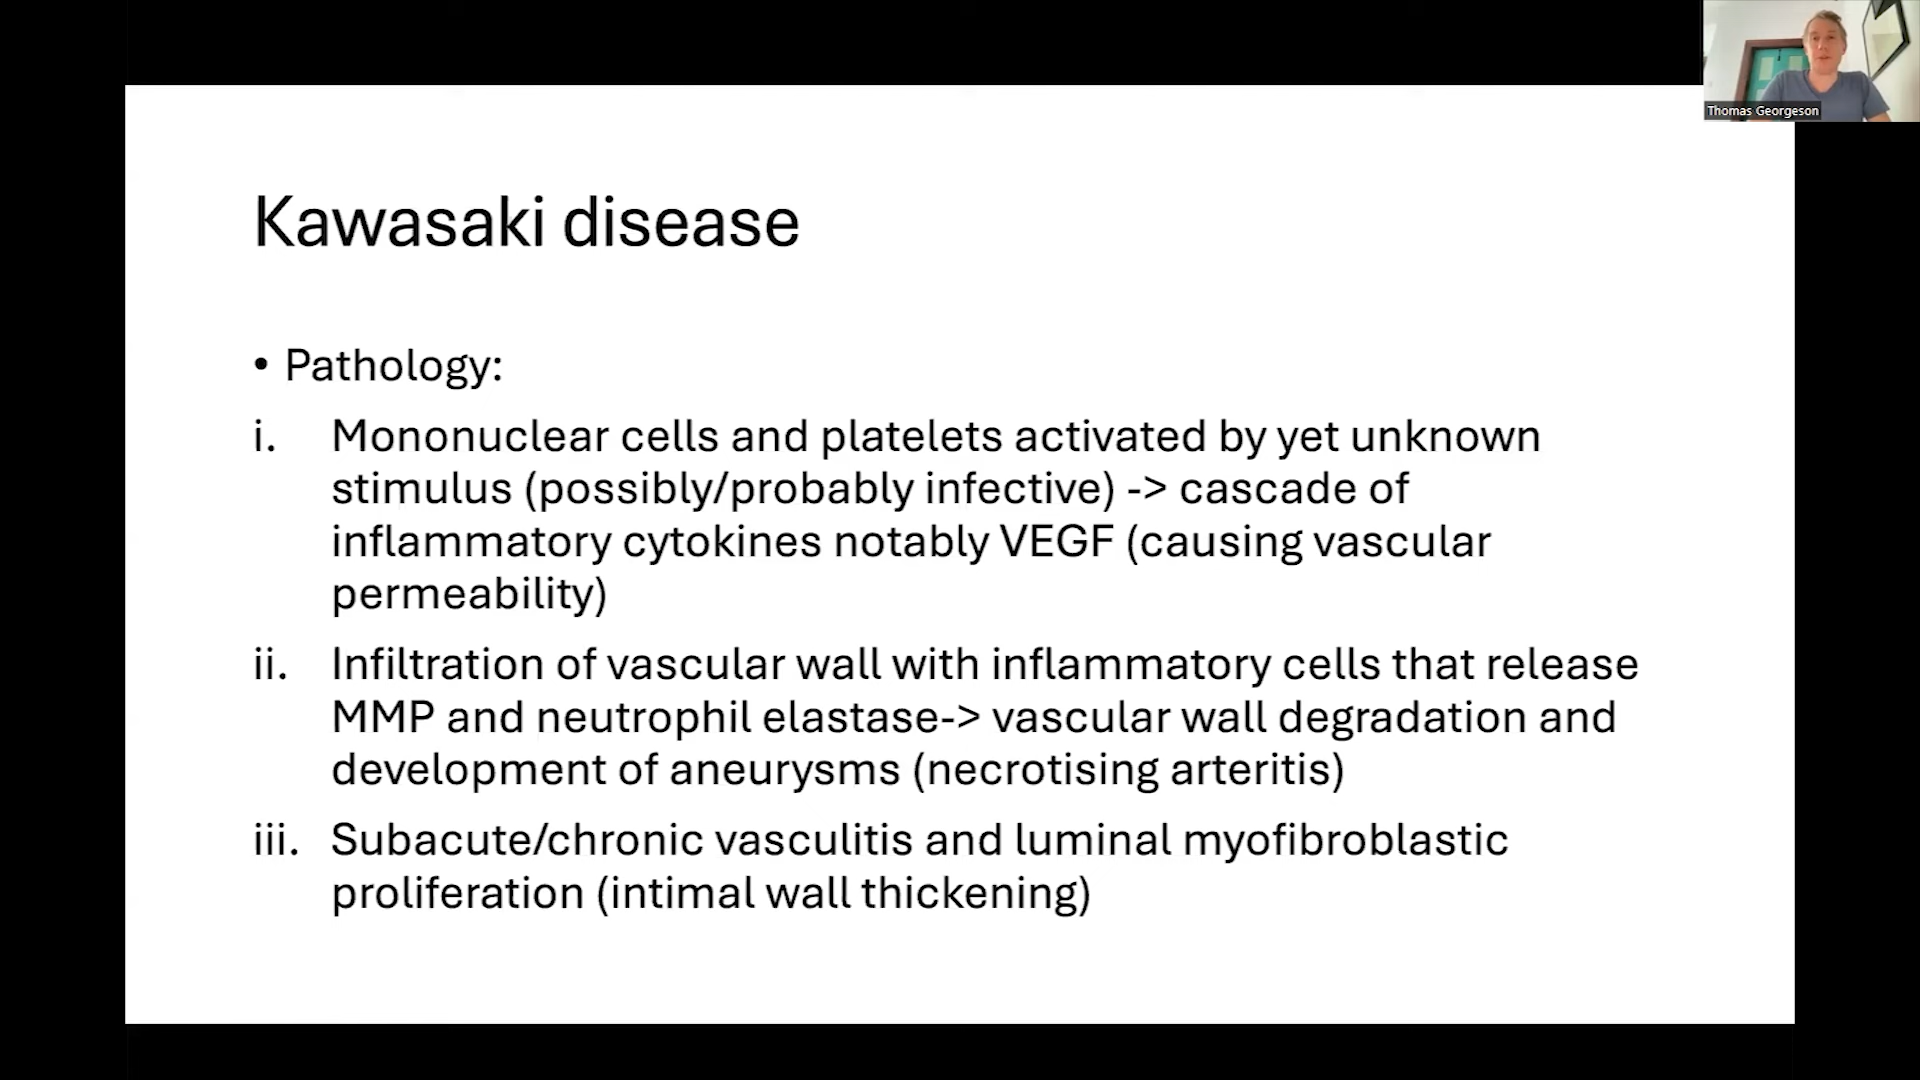 Thomas Georgeson
Kawasaki disease
• Pathology:
i. Mononuclear cells and platelets activated by yet unknown
stimulus (possibly/probably infective) -> cascade of
inflammatory cytokines notably VEGF (causing vascular
permeability)
ii. Infiltration of vascular wall with inflammatory cells that release
MMP and neutrophil elastase-> vascular wall degradation and
development of aneurysms (necrotising arteritis)
iii. Subacute/chronic vasculitis and luminal myofibroblastic
proliferation (intimal wall thickening)